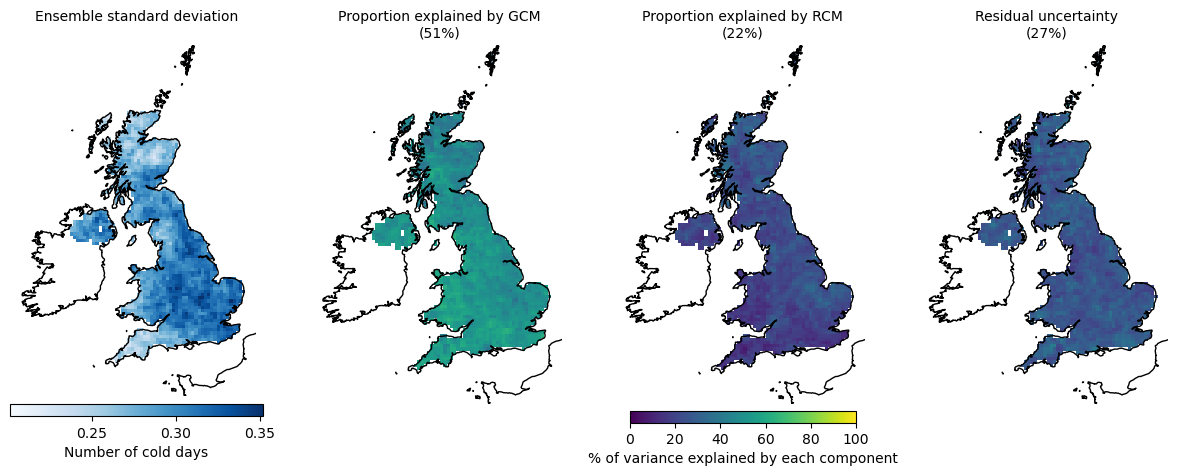 Ensemble standard deviation
Proportion explained by GCM
(51%)
Proportion explained by RCM
(22%)
Residual uncertainty
(27%)
0.25 0.30 0.35
Number of cold days
0 20 40 60 80 100
% of variance explained by each component